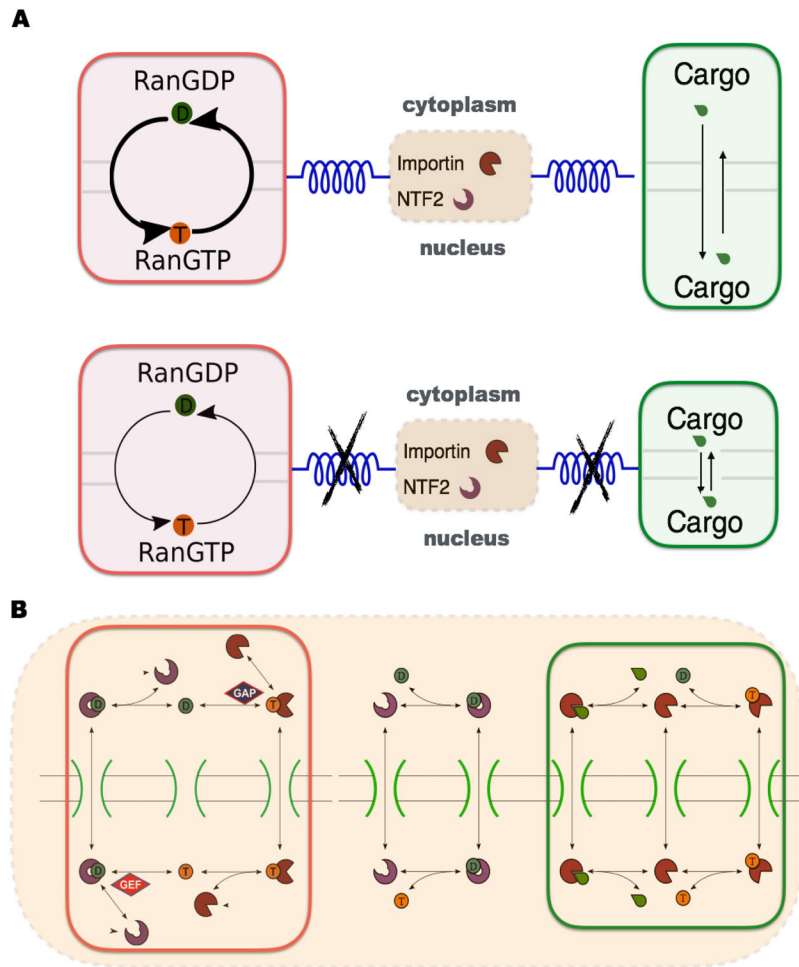 A
RanGDP
D
T
RanGTP
cytoplasm
Importin
NTF2
nucleus
Cargo
Cargo
RanGDP
D
T
RanGTP
cytoplasm
Importin
NTF2
nucleus
Cargo
Cargo
B
D
D
GAP
T
D
D
D
T
D
GEF
T
T
T
D
T
T